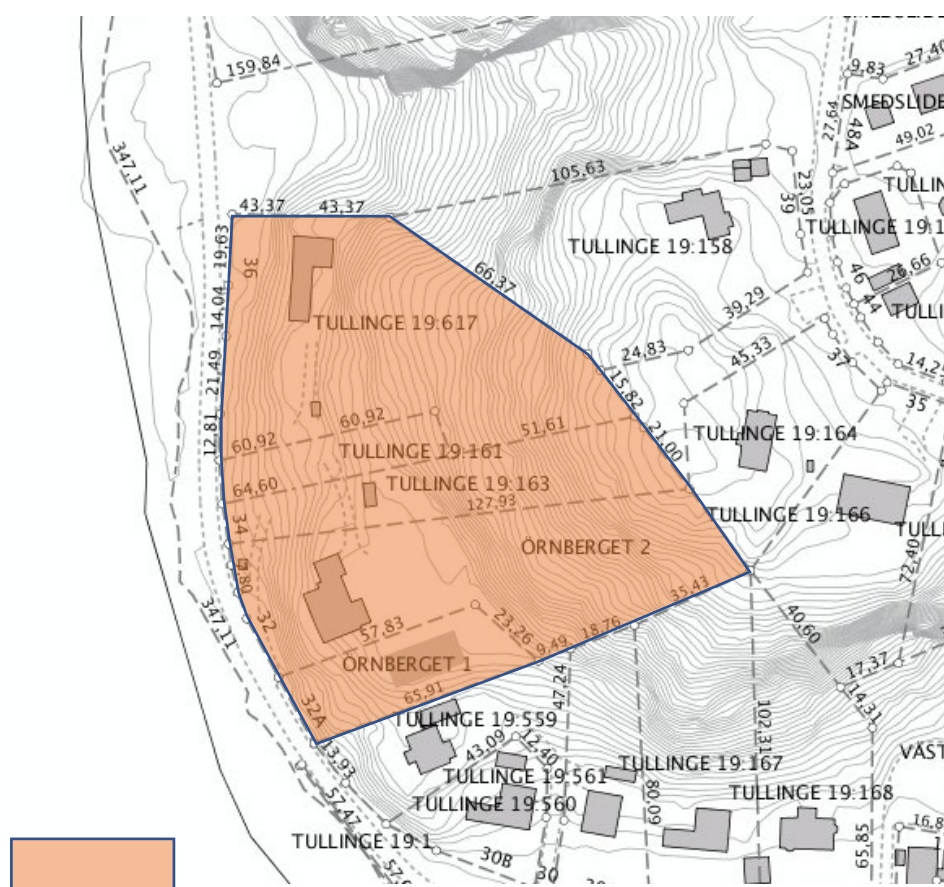 159,84
9,83
27,40
27,64
48A
SMEDSLIDE
49,02
347,11
105,63
23,05
39
TULLIN
43,37
43,37
TULLINGE 19:1
19,63
36
TULLINGE 19:158
66,37
46
26,66
44
14,04
TULLINGE 19:617
39,29
TULLI
24,83
45,33
37
14,2
21,49
15,82
35
12,81
60,92
60,92
51,61
21,00
TULLINGE 19:164
TULLINGE 19:161
64,60
TULLINGE 19:163
127,93
TULLINGE 19:166
34
TULL
ÖRNBERGET 2
72,40
35,43
347,11
32
57,83
23,26
18,76
40,60
9,49
ÖRNBERGET 1
17,37
65,91
47,24
14,31
32A
102,31
TULLINGE 19:559
13,93
43,09
12,40
VÄST
TULLINGE 19:561
TULLINGE 19:167
57,47
TULLINGE 19:560
80,09
TULLINGE 19:168
TULLINGE 19:1
65,85
16,8
30B
30